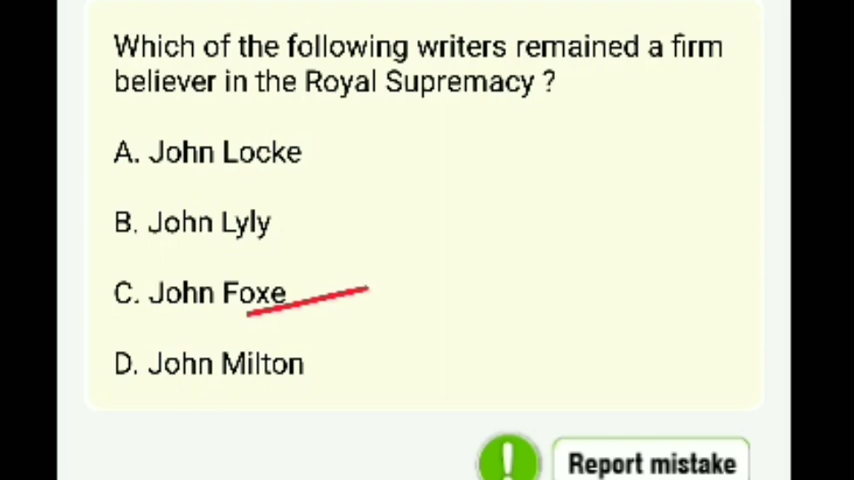 Which of the following writers remained a firm
believer in the Royal Supremacy ?
A. John Locke
B. John Lyly
C. John Foxe
D. John Milton
! Report mistake